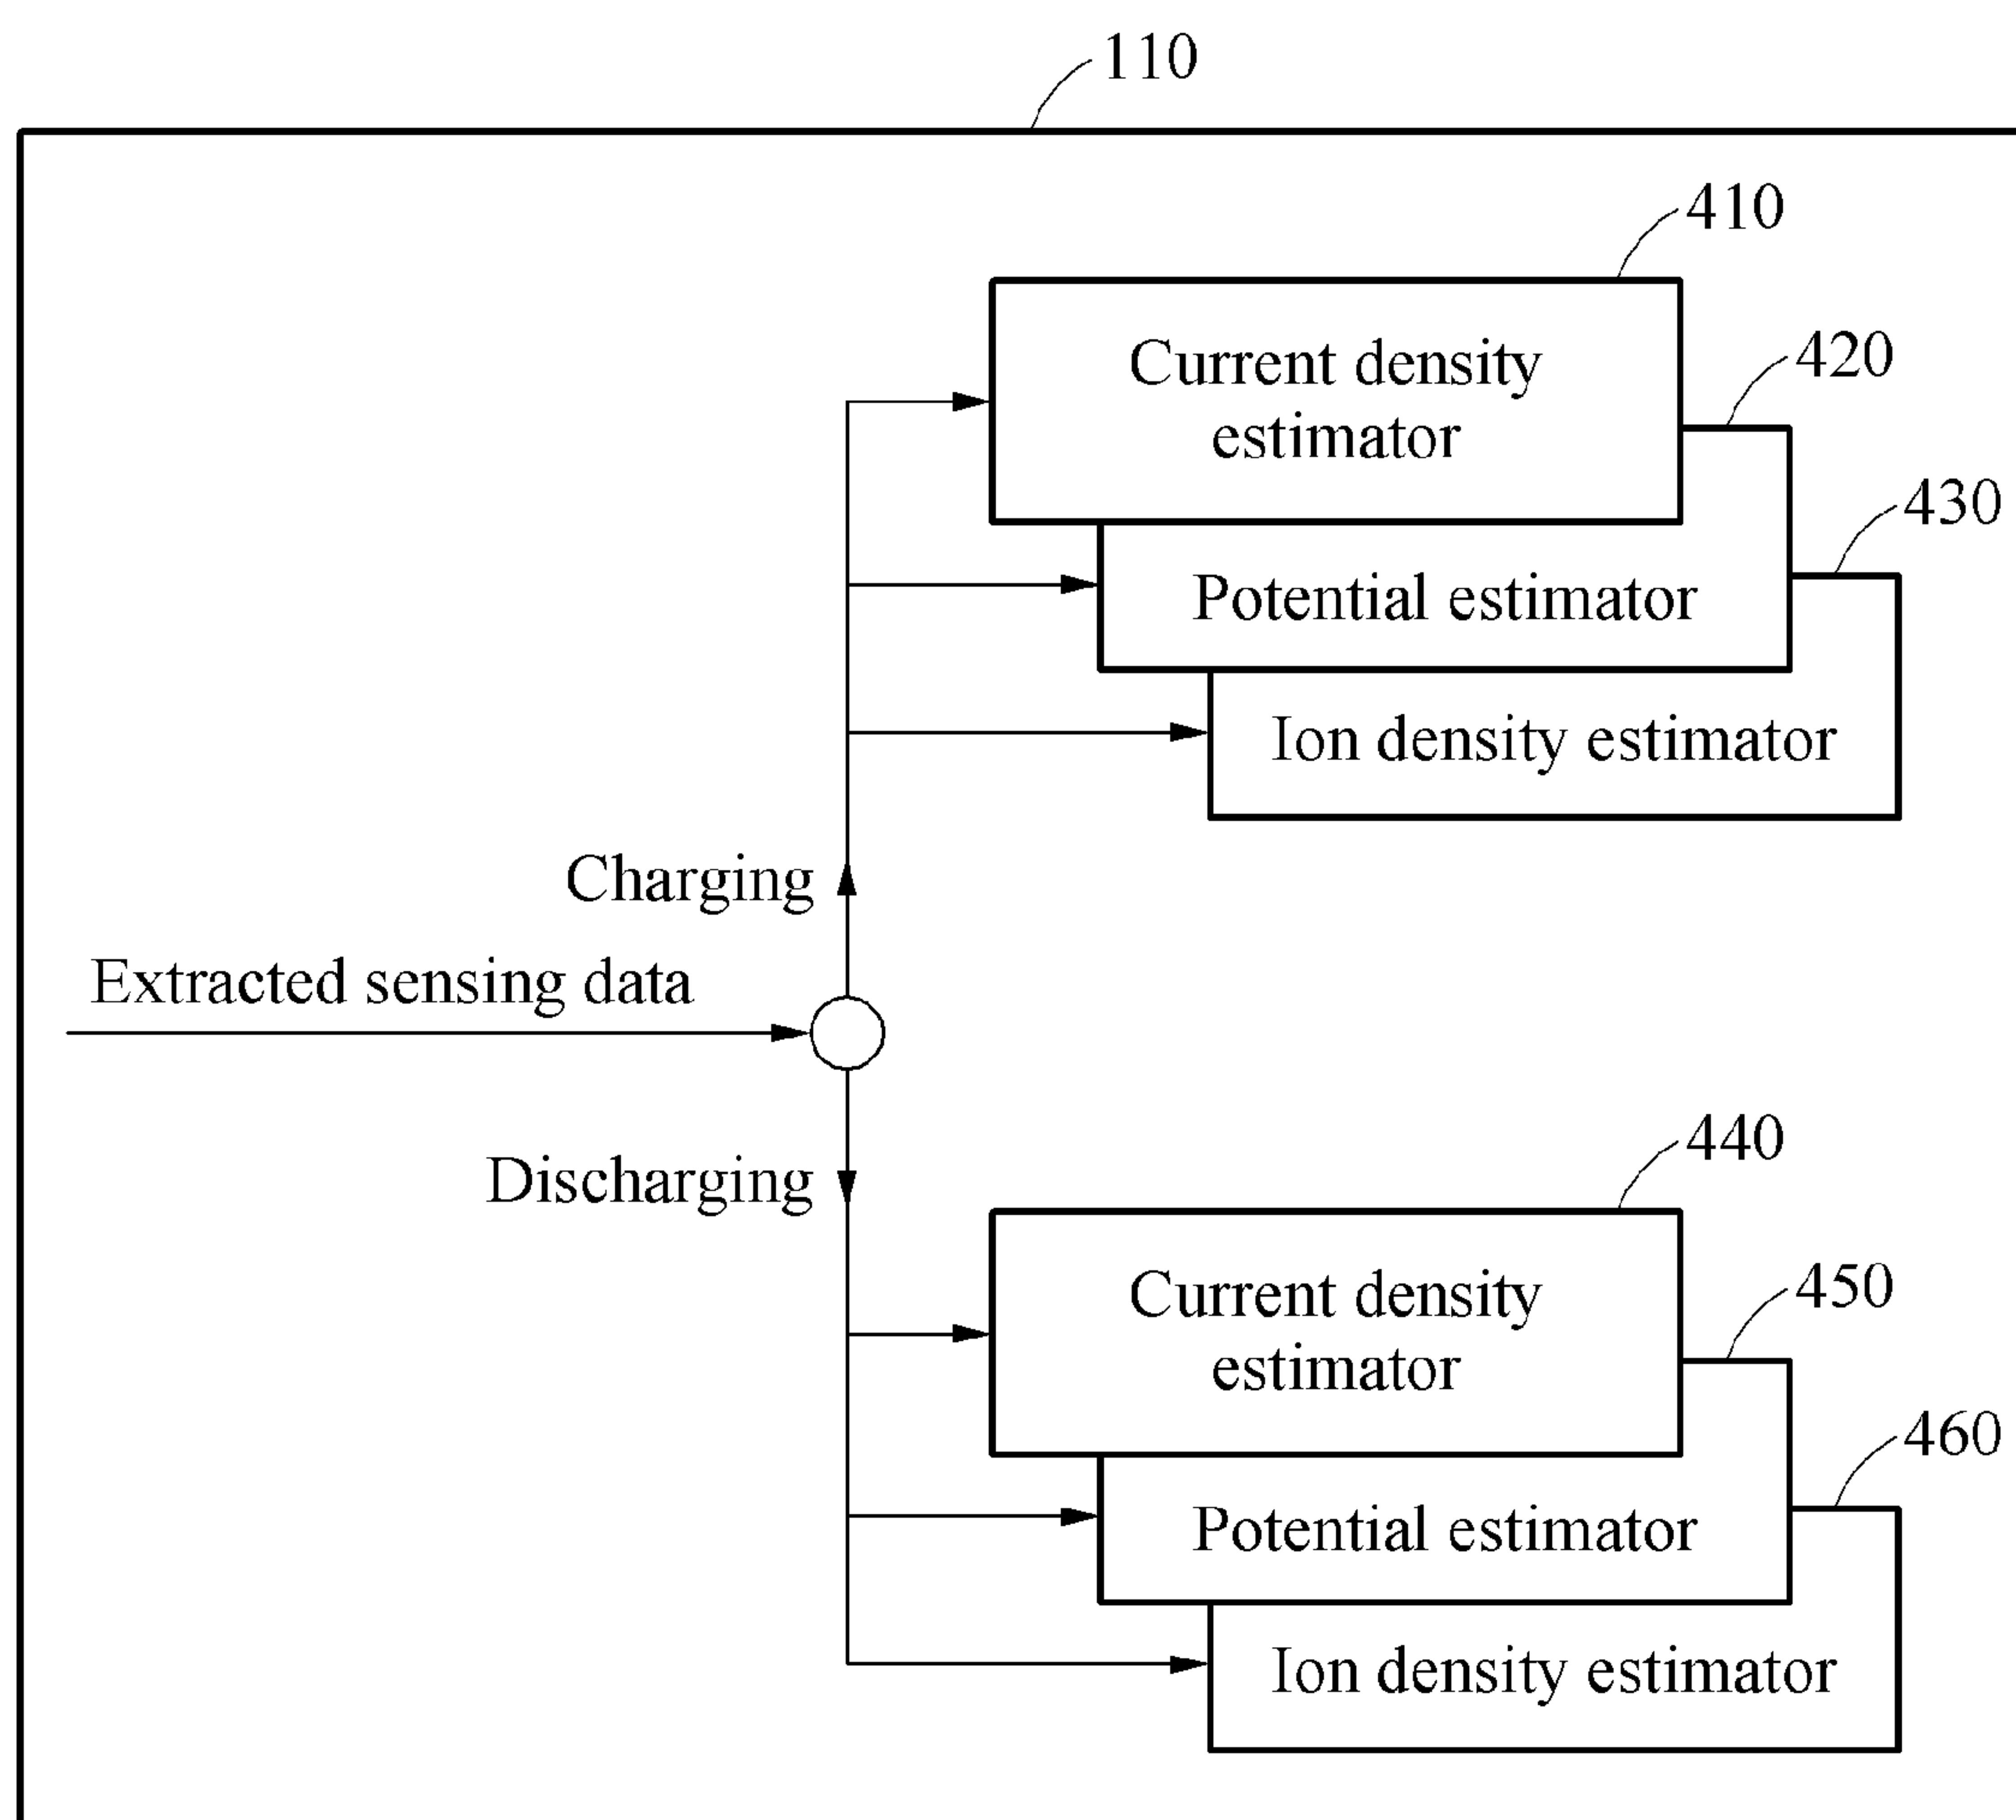 110
410
Current density
estimator
420
Potential estimator
430
Ion density estimator
Charging
Extracted sensing data
Discharging
440
Current density
estimator
450
Potential estimator
460
Ion density estimator